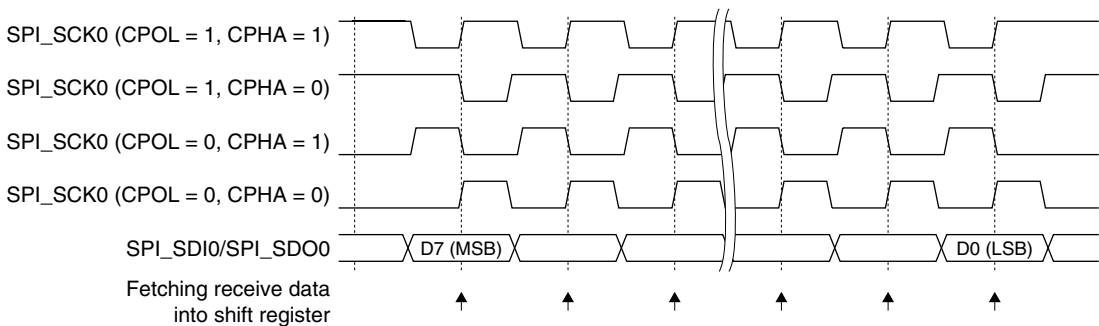 SPI_SCK0 (CPOL = 1, CPHA = 1)
SPI_SCK0 (CPOL = 1, CPHA = 0)
SPI_SCK0 (CPOL = 0, CPHA = 1)
SPI_SCK0 (CPOL = 0, CPHA = 0)
SPI_SDI0/SPI_SDO0 D7 (MSB) D0 (LSB)
Fetching receive data
into shift register